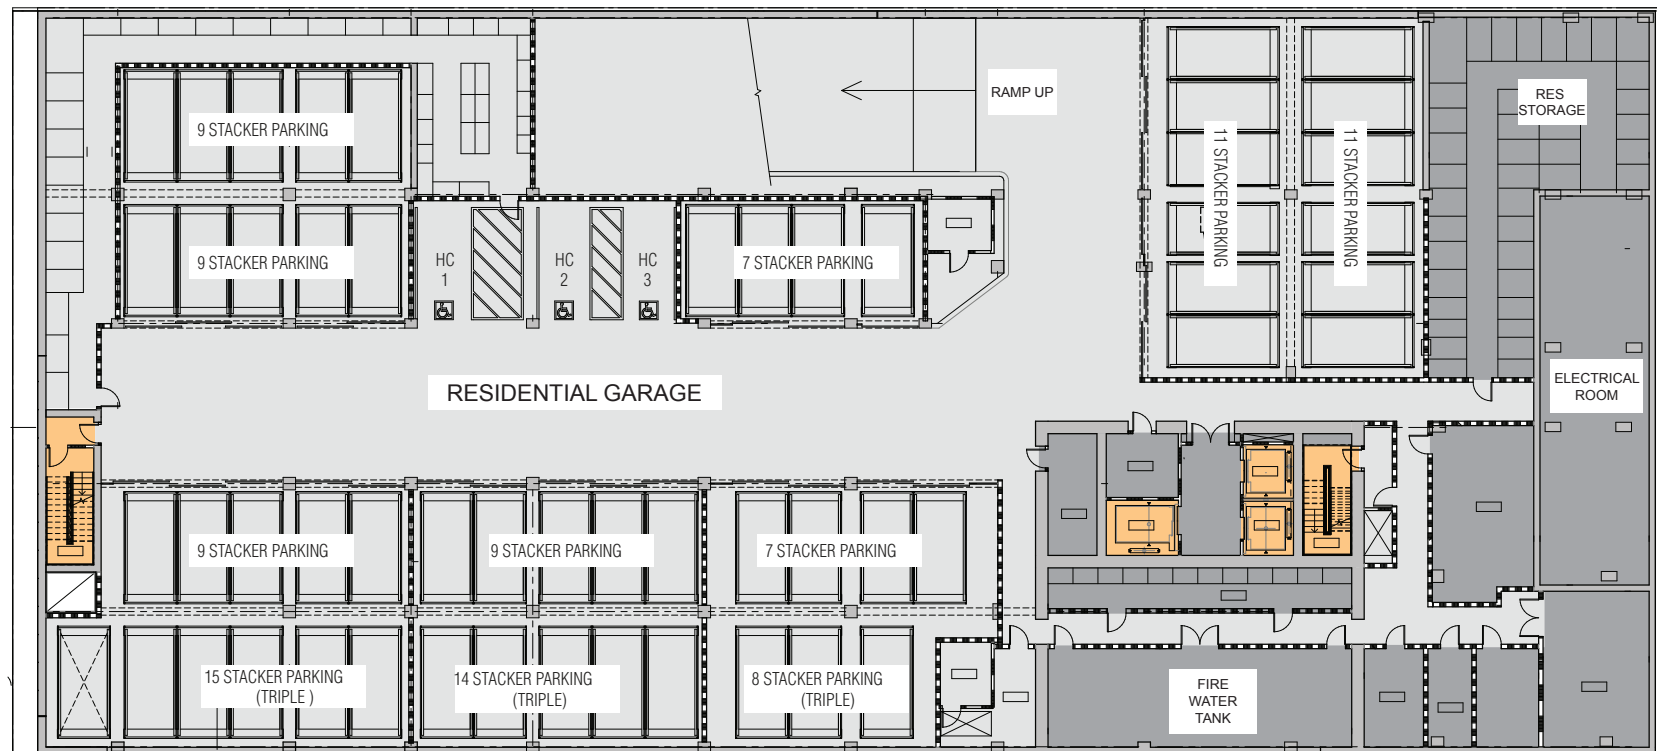 RAMP UP
RES
STORAGE
9 STACKER PARKING
11 STACKER PARKING
11 STACKER PARKING
9 STACKER PARKING
HC
1
HC
2
HC
3
7 STACKER PARKING
RESIDENTIAL GARAGE
ELECTRICAL
ROOM
9 STACKER PARKING
9 STACKER PARKING
7 STACKER PARKING
15 STACKER PARKING
(TRIPLE )
14 STACKER PARKING
(TRIPLE)
8 STACKER PARKING
(TRIPLE)
FIRE
WATER
TANK